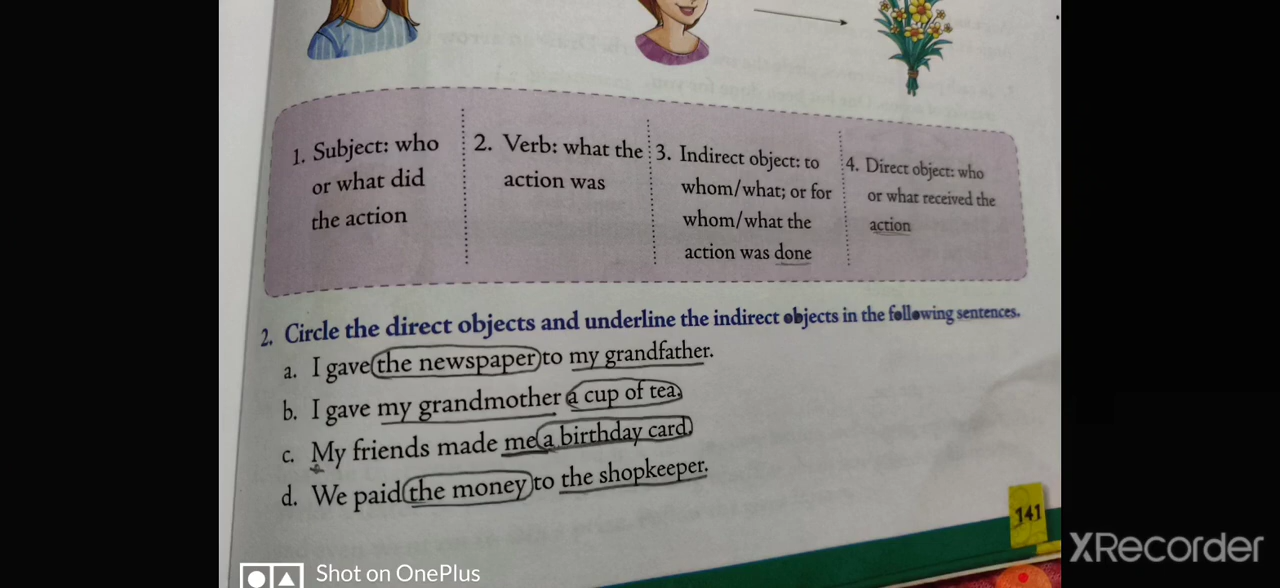 1. Subject: who
or what did
the action
2. Verb: what the
action was
3. Indirect object: to
whom/what; or for
whom/what the
action was done
4. Direct object: who
or what received the
action
2. Circle the direct objects and underline the indirect objects in the following sentences.
a. I gave the newspaper to my grandfather.
b. I gave my grandmother a cup of tea.
c. My friends made me a birthday card.
d. We paid the money to the shopkeeper.
141
XRecorder
Shot on OnePlus